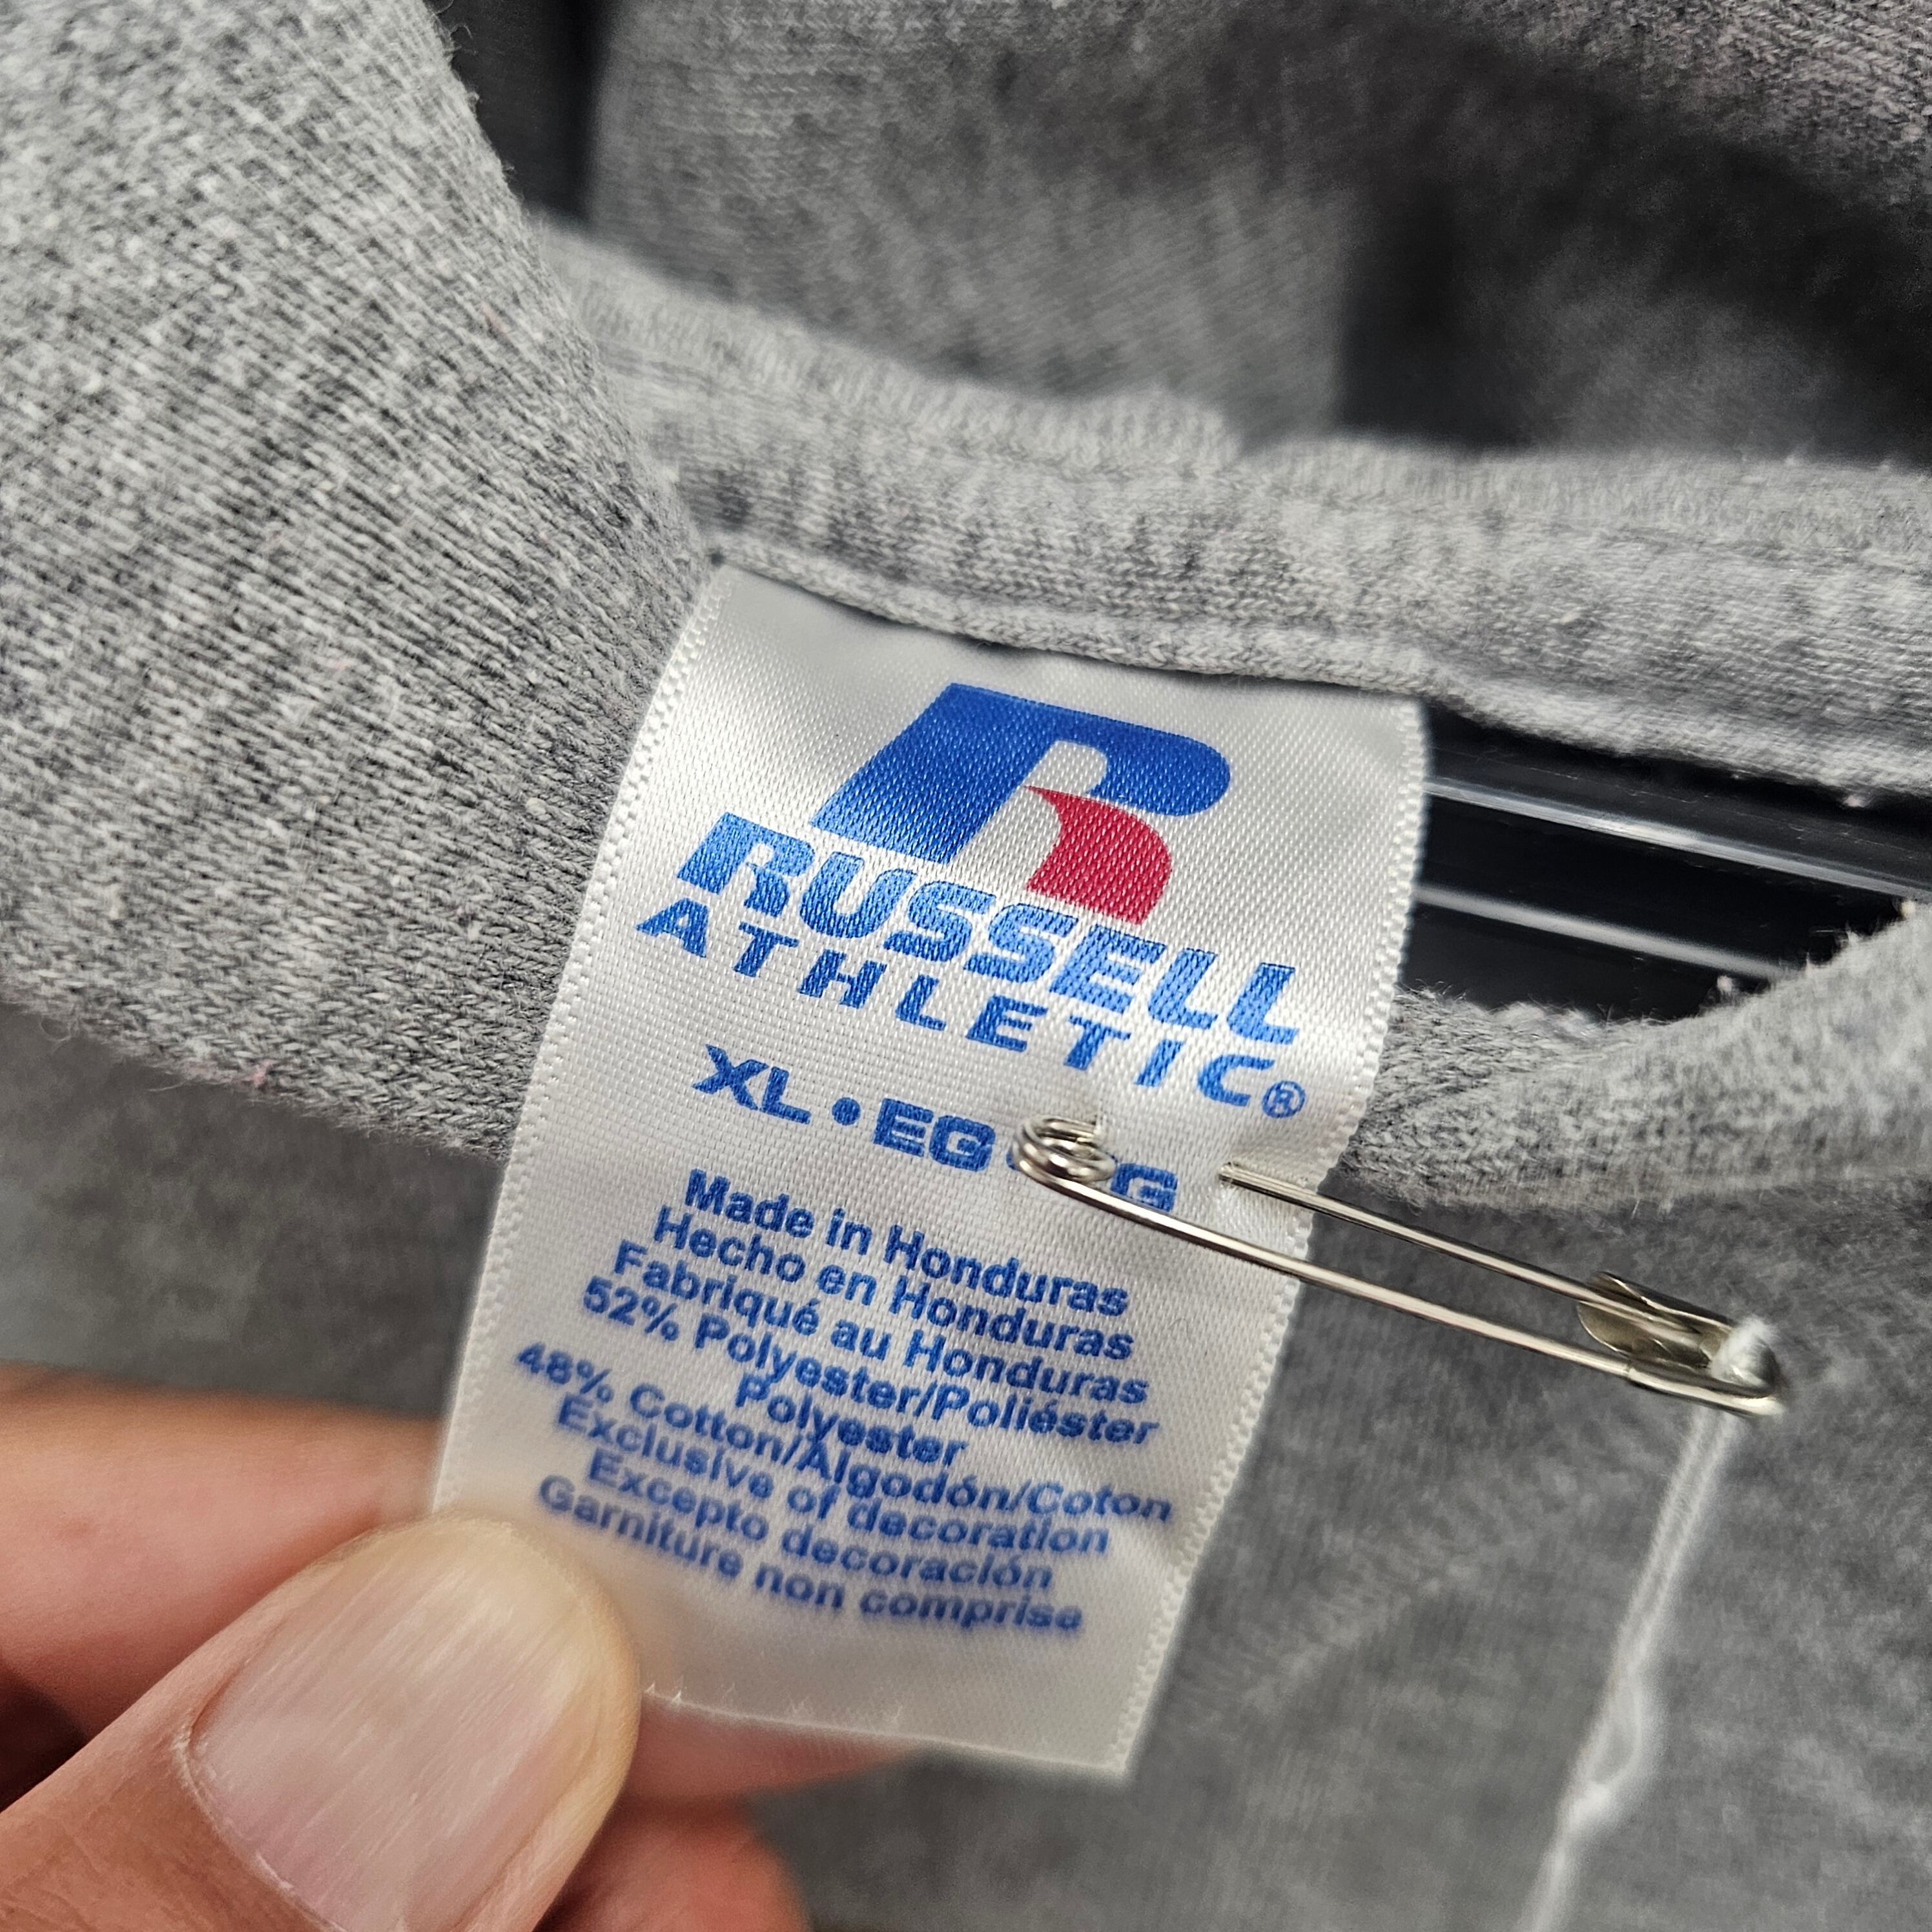 RUSSELL
ATHLETIC®
XL • EG G
Made in Honduras
Hecho en Honduras
Fabriqué au Honduras
52% Polyester/Poliéster
Polyester
48% Cotton/Algodón/Coton
Exclusive of decoration
Excepto decoración
Garniture non comprise